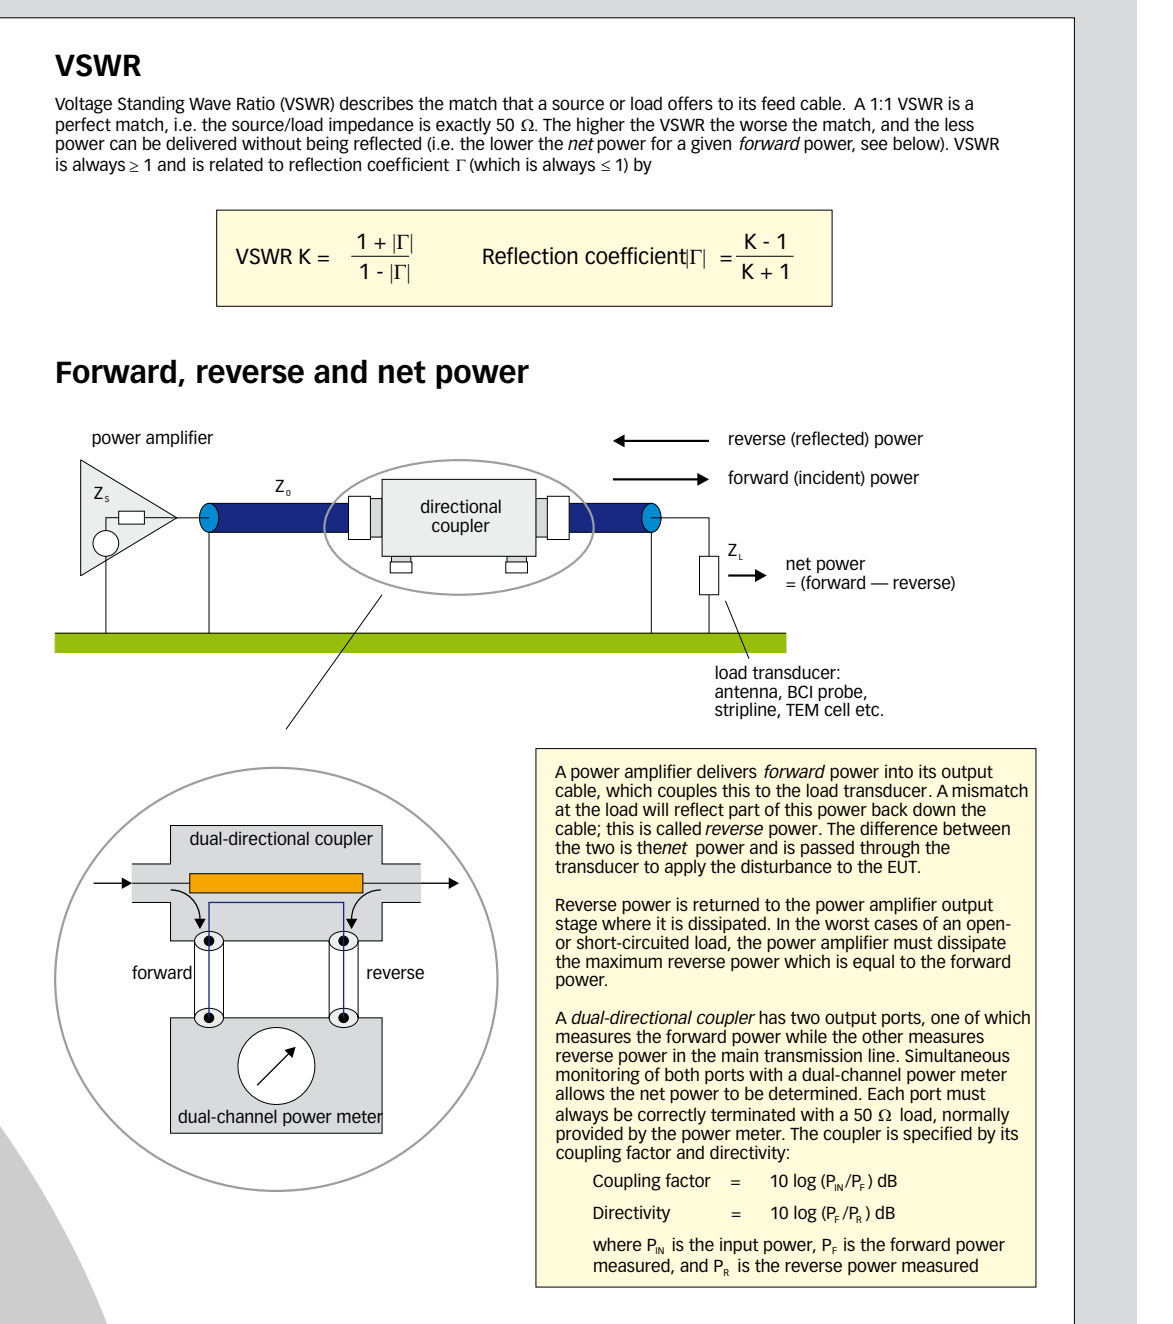 VSWR
Voltage Standing Wave Ratio (VSWR) describes the match that a source or load offers to its feed cable. A 1:1 VSWR is a
perfect match, i.e. the source/load impedance is exactly 50 Ω. The higher the VSWR the worse the match, and the less
power can be delivered without being reflected (i.e. the lower the net power for a given forward power, see below). VSWR
is always ≥ 1 and is related to reflection coefficient Γ (which is always ≤ 1) by
VSWR K = 1 + |Γ| / 1 - |Γ|
Reflection coefficient|Γ| = K - 1 / K + 1
Forward, reverse and net power
power amplifier
Z_S
Z_0
directional
coupler
reverse (reflected) power
forward (incident) power
Z_L
net power
= (forward — reverse)
load transducer:
antenna, BCI probe,
stripline, TEM cell etc.
dual-directional coupler
forward
reverse
dual-channel power meter
A power amplifier delivers forward power into its output
cable, which couples this to the load transducer. A mismatch
at the load will reflect part of this power back down the
cable; this is called reverse power. The difference between
the two is thenet power and is passed through the
transducer to apply the disturbance to the EUT.
Reverse power is returned to the power amplifier output
stage where it is dissipated. In the worst cases of an open-
or short-circuited load, the power amplifier must dissipate
the maximum reverse power which is equal to the forward
power.
A dual-directional coupler has two output ports, one of which
measures the forward power while the other measures
reverse power in the main transmission line. Simultaneous
monitoring of both ports with a dual-channel power meter
allows the net power to be determined. Each port must
always be correctly terminated with a 50 Ω load, normally
provided by the power meter. The coupler is specified by its
coupling factor and directivity:
Coupling factor = 10 log (P_IN/P_F) dB
Directivity = 10 log (P_F/P_R) dB
where P_IN is the input power, P_F is the forward power
measured, and P_R is the reverse power measured